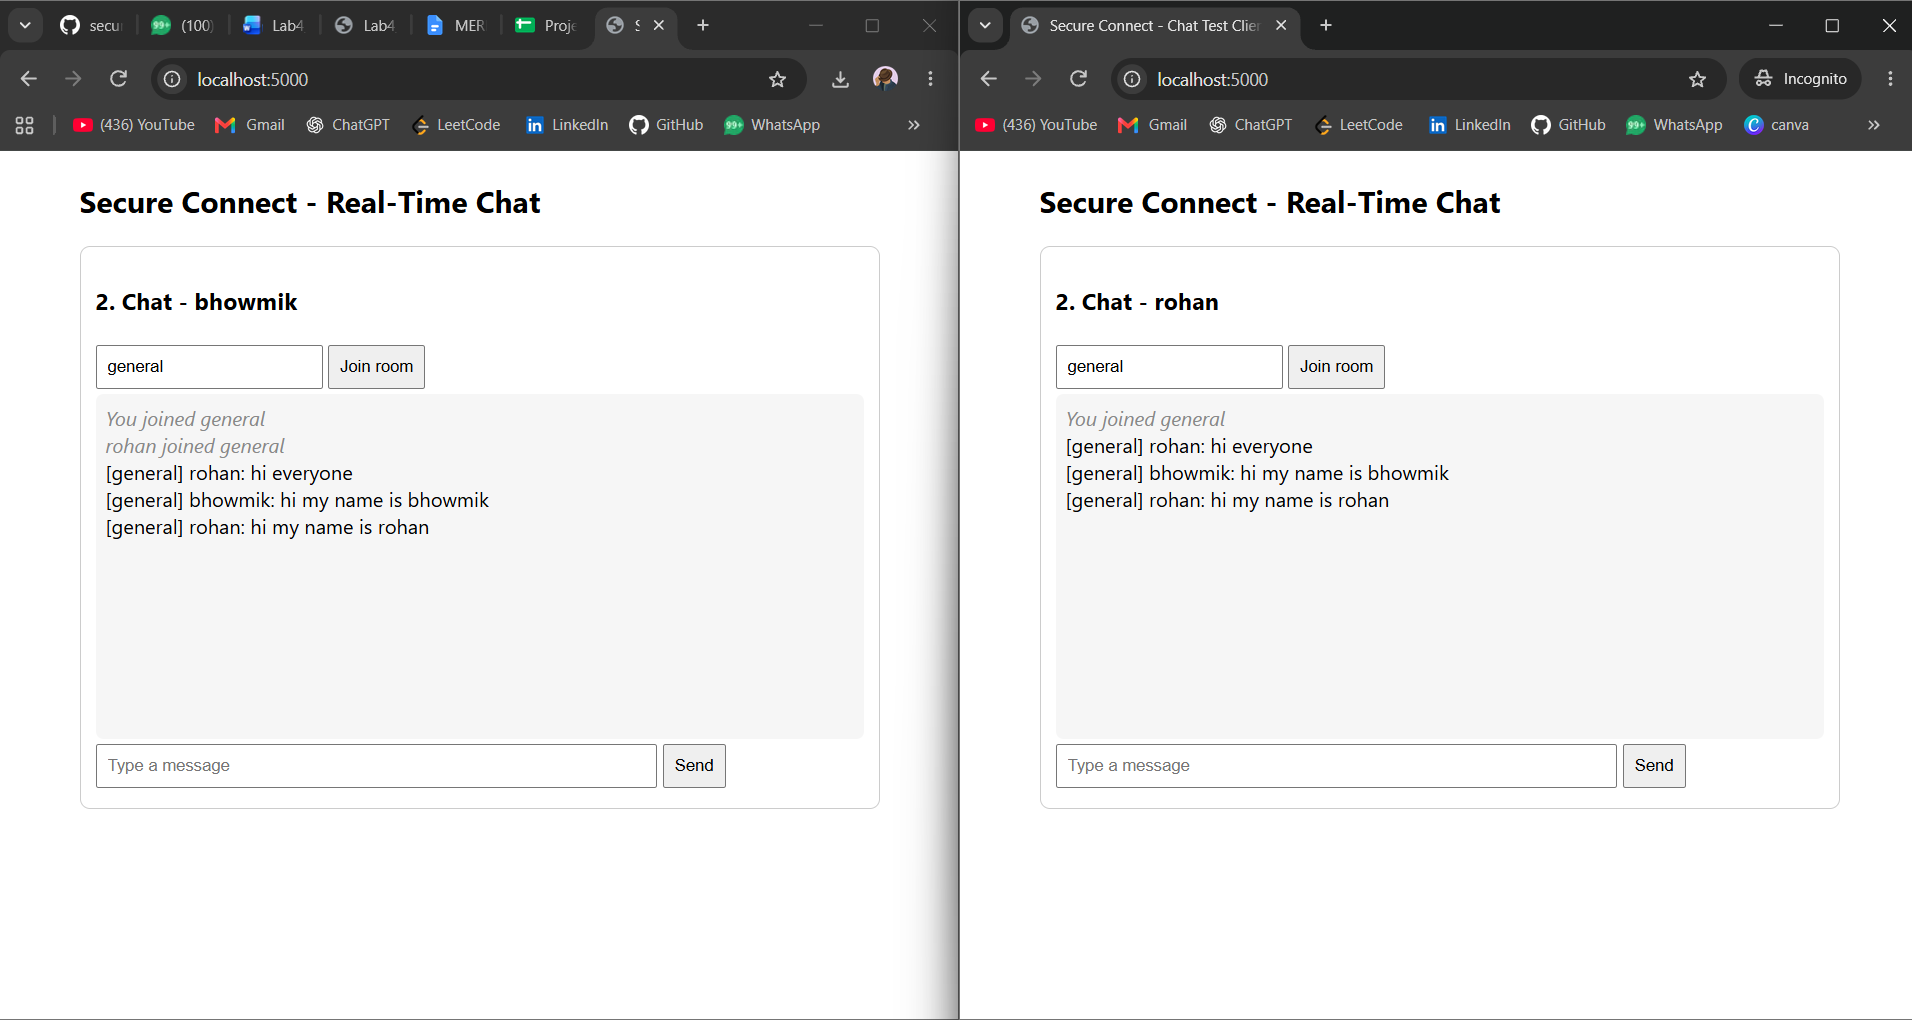 secu
99+
(100)
Lab4
Lab4
MER
Proje
S
localhost:5000
(436) YouTube
Gmail
ChatGPT
LeetCode
LinkedIn
GitHub
99+
WhatsApp
Secure Connect - Real-Time Chat
2. Chat - bhowmik
general
Join room
You joined general
rohan joined general
[general] rohan: hi everyone
[general] bhowmik: hi my name is bhowmik
[general] rohan: hi my name is rohan
Type a message
Send
Secure Connect - Chat Test Clie
localhost:5000
Incognito
(436) YouTube
Gmail
ChatGPT
LeetCode
LinkedIn
GitHub
99+
WhatsApp
canva
Secure Connect - Real-Time Chat
2. Chat - rohan
general
Join room
You joined general
[general] rohan: hi everyone
[general] bhowmik: hi my name is bhowmik
[general] rohan: hi my name is rohan
Type a message
Send